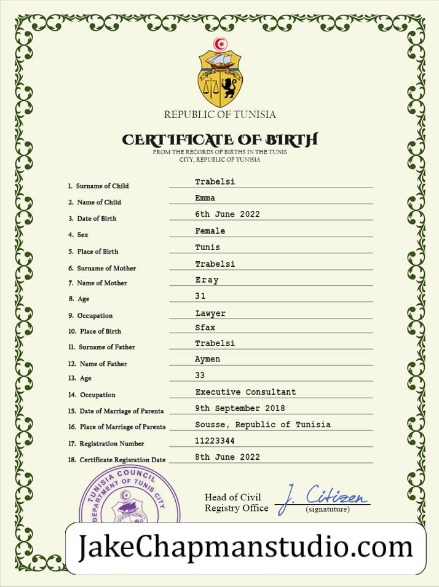 REPUBLIC OF TUNISIA
CERTIFICATE OF BIRTH
FROM THE RECORDS OF BIRTHS IN THE TUNIS
CITY, REPUBLIC OF TUNISIA
1. Surname of Child Trabelsi
2. Name of Child Emma
3. Date of Birth 6th June 2022
4. Sex Female
5. Place of Birth Tunis
6. Surname of Mother Trabelsi
7. Name of Mother Eray
8. Age 31
9. Occupation Lawyer
10. Place of Birth Sfax
11. Surname of Father Trabelsi
12. Name of Father Aymen
13. Age 33
14. Occupation Executive Consultant
15. Date of Marriage of Parents 9th September 2018
16. Place of Marriage of Parents Sousse, Republic of Tunisia
17. Registration Number 11223344
18. Certificate Regisration Date 8th June 2022
TUNISIA COUNCIL
DEPARTMENT OF TUNIS CITY
Head of Civil
Registry Office J. Citizen
(signatuture)
JakeChapmanstudio.com